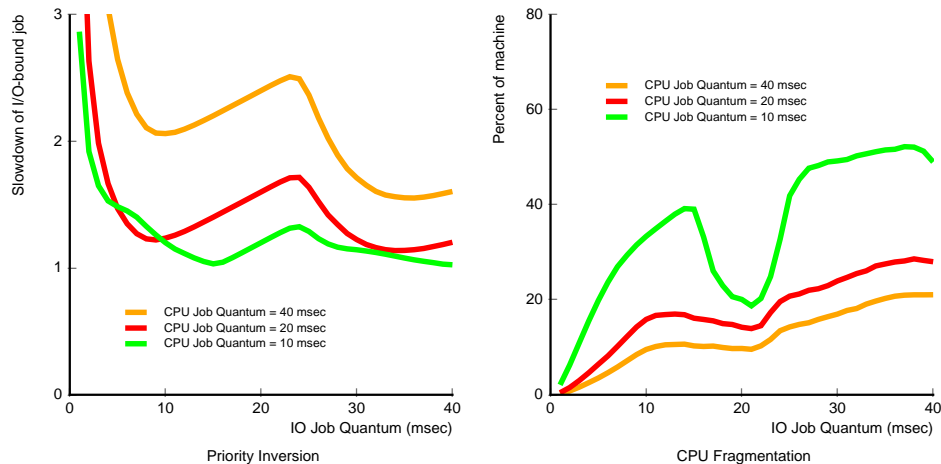 Slowdown of I/O-bound job
3
2
1
0
CPU Job Quantum = 40 msec
CPU Job Quantum = 20 msec
CPU Job Quantum = 10 msec
0 10 20 30 40
IO Job Quantum (msec)
Priority Inversion
Percent of machine
80
60
40
20
0
CPU Job Quantum = 40 msec
CPU Job Quantum = 20 msec
CPU Job Quantum = 10 msec
0 10 20 30 40
IO Job Quantum (msec)
CPU Fragmentation